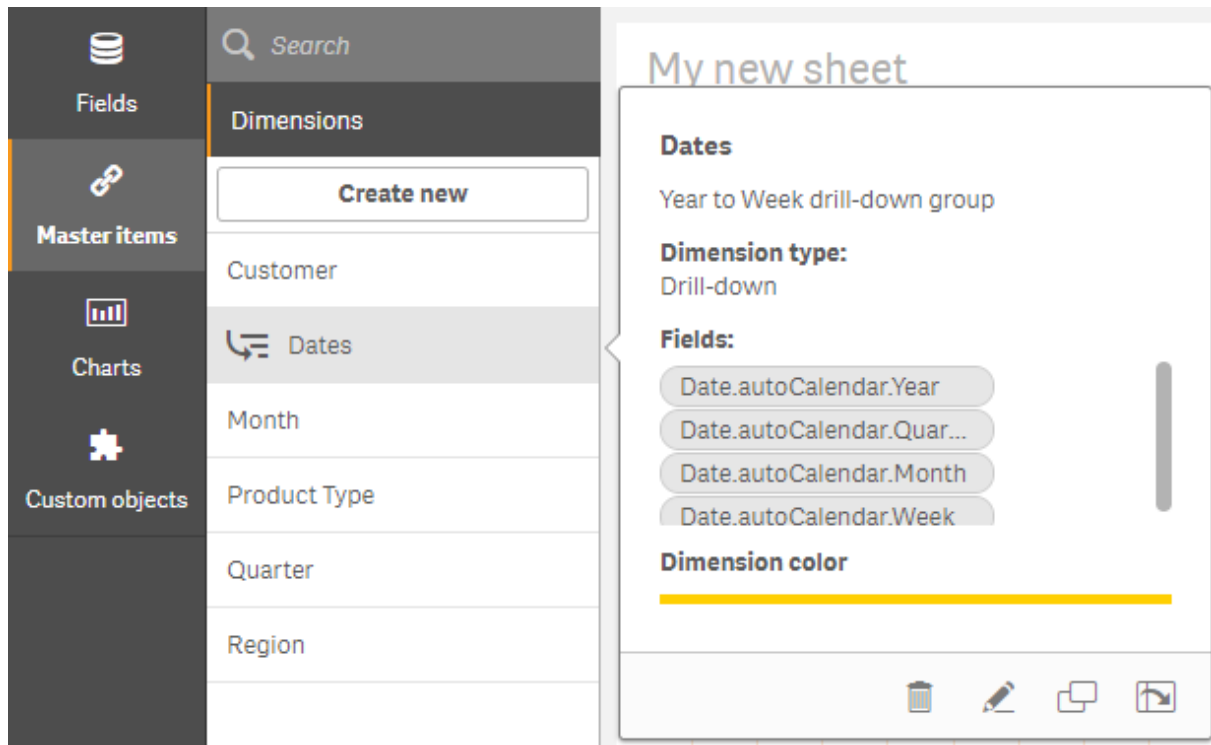 Fields
Master items
Charts
Custom objects
Search
Dimensions
Create new
Customer
Dates
Month
Product Type
Quarter
Region
My new sheet
Dates
Year to Week drill-down group
Dimension type:
Drill-down
Fields:
Date.autoCalendar.Year
Date.autoCalendar.Quar...
Date.autoCalendar.Month
Date.autoCalendar.Week
Dimension color